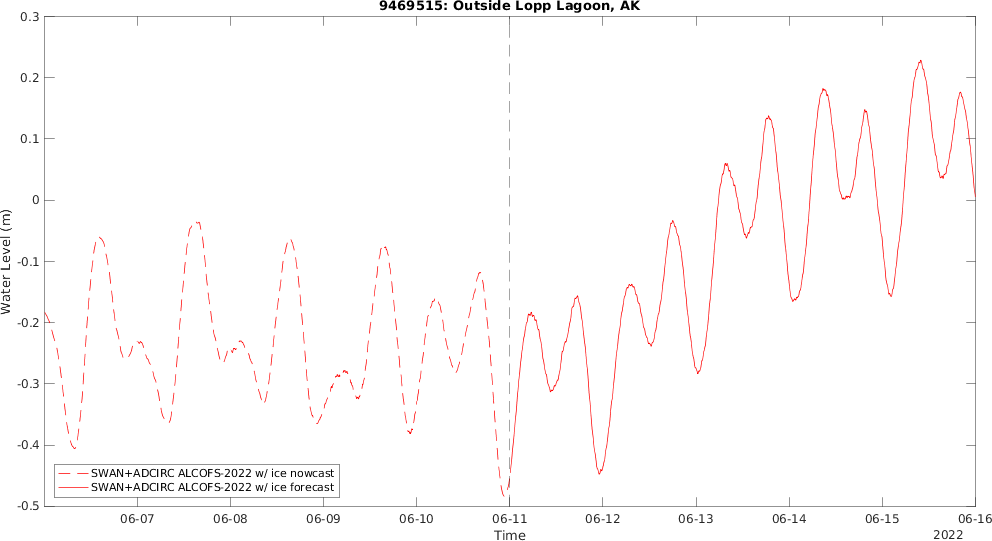 9469515: Outside Lopp Lagoon, AK
0.3
0.2
0.1
0
-0.1
-0.2
-0.3
-0.4
-0.5
Water Level (m)
SWAN+ADCIRC ALCOFS-2022 w/ ice nowcast
SWAN+ADCIRC ALCOFS-2022 w/ ice forecast
06-07 06-08 06-09 06-10 06-11 06-12 06-13 06-14 06-15 06-16
Time
2022